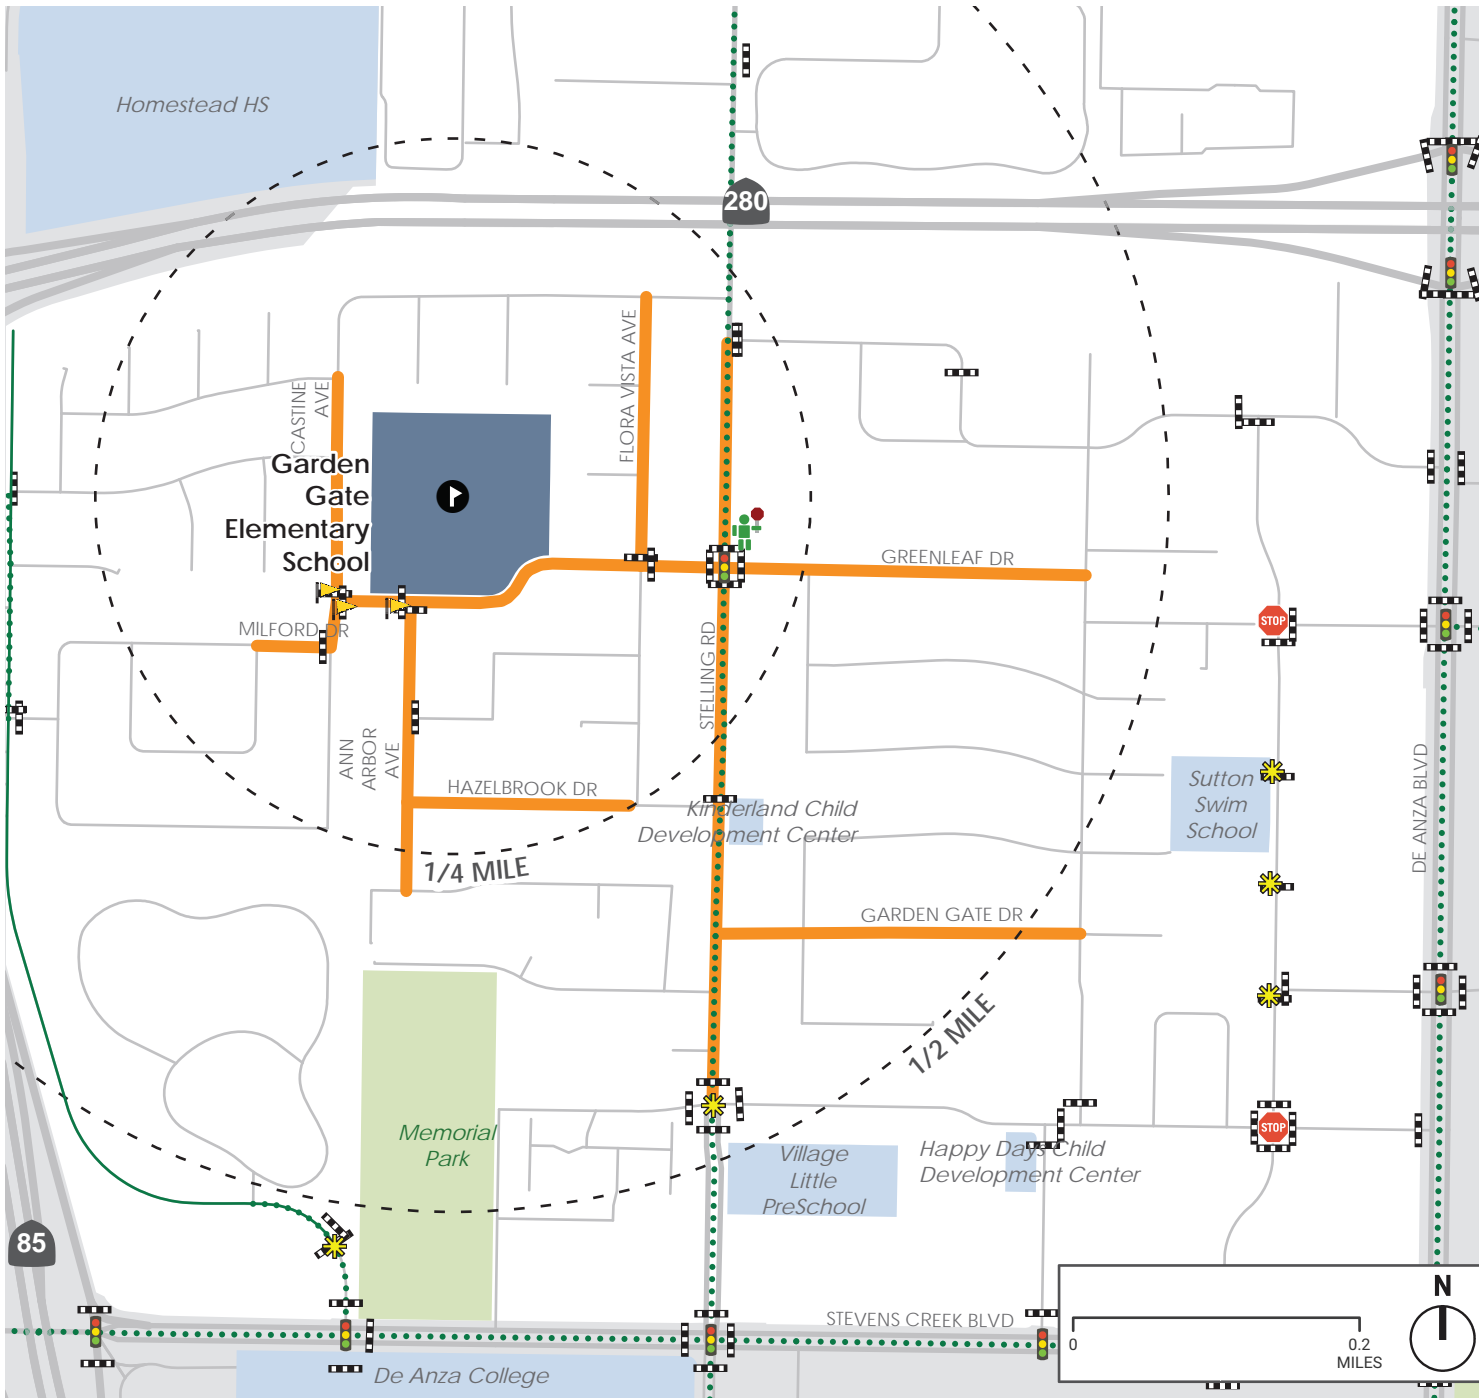 Homestead HS
280
CASTINE
AVE
FLORA VISTA AVE
Garden
Gate
Elementary
School
GREENLEAF DR
MILFORD DR
STOP
STELLING RD
ANN
ARBOR
AVE
HAZELBROOK DR
Kinderland Child
Development Center
Sutton
Swim
School
DE ANZA BLVD
1/4 MILE
GARDEN GATE DR
1/2 MILE
Memorial
Park
Village
Little
PreSchool
Happy Days Child
Development Center
STOP
85
STEVENS CREEK BLVD
De Anza College
N
0
0.2
MILES